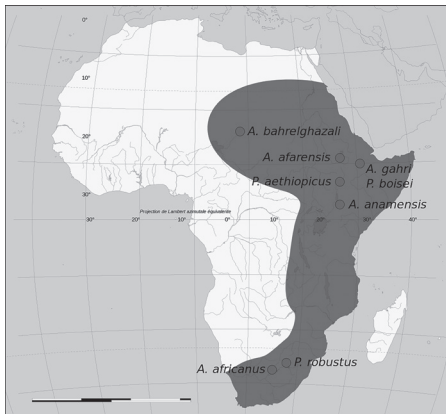 0°
10°
A. bahrelghazali
20°
A. afarensis
A. gahri
P. aethiopicus
P. boisei
30°
A. anamensis
Projection de Lambert azimutale équivalente
30° 20° 10° 0° 10° 20° 30° 40°
P. robustus
A. africanus